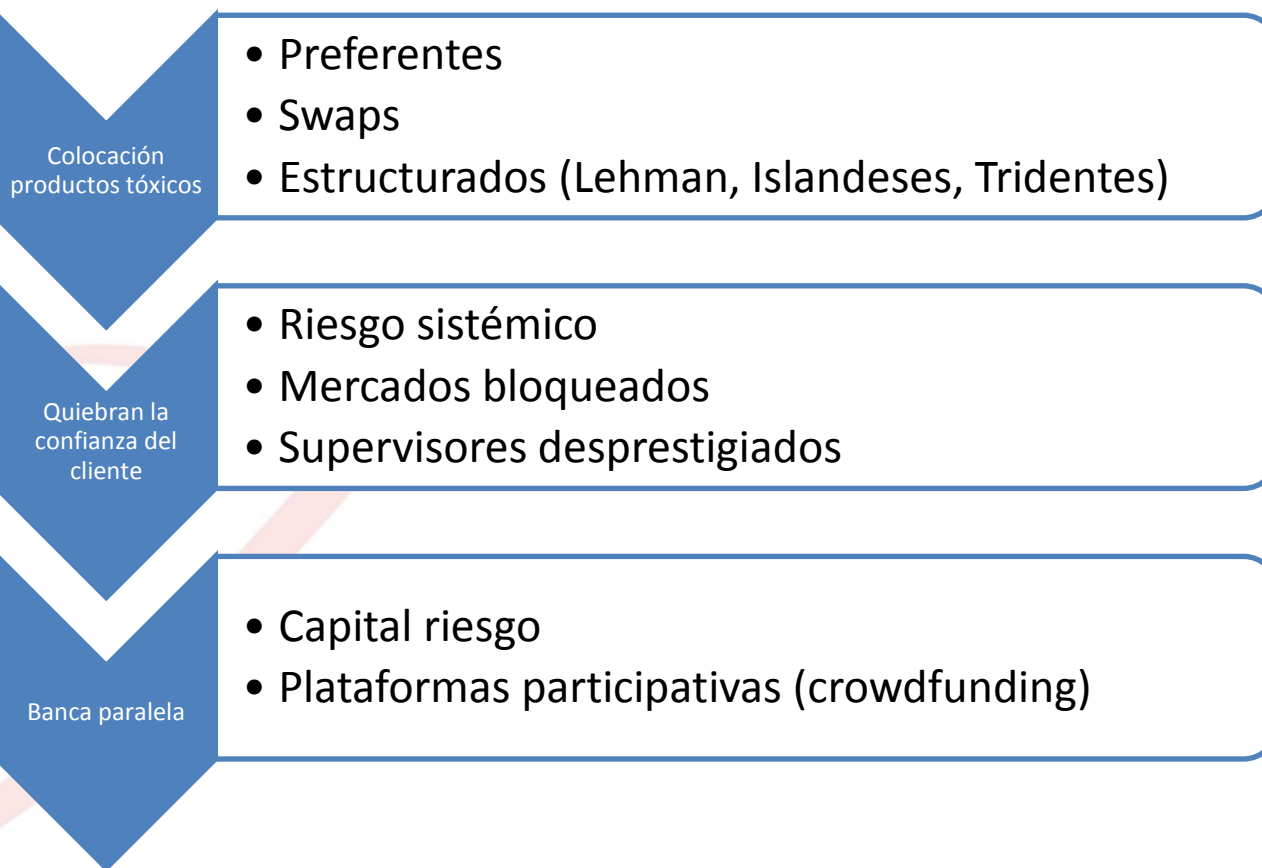 Colocación
productos tóxicos
• Preferentes
• Swaps
• Estructurados (Lehman, Islandeses, Tridentes)
Quiebran la
confianza del
cliente
• Riesgo sistémico
• Mercados bloqueados
• Supervisores desprestigiados
Banca paralela
• Capital riesgo
• Plataformas participativas (crowdfunding)